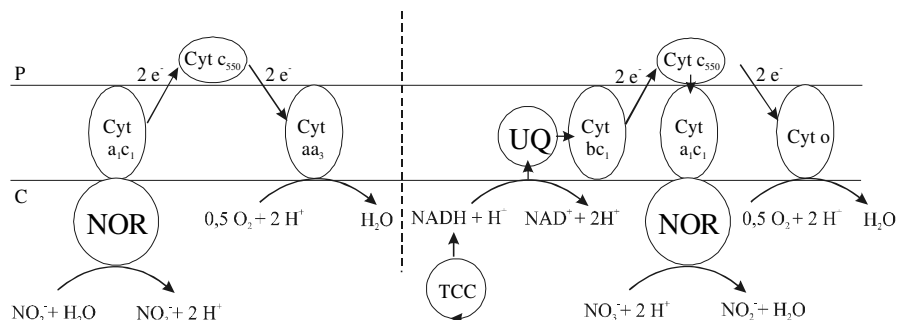 Cyt c₅₅₀
Cyt c₅₅₀
P
2 e⁻
2 e⁻
2 e⁻
2 e⁻
Cyt
a₁c₁
Cyt
aa₃
UQ
Cyt
bc₁
Cyt
a₁c₁
Cyt o
C
NOR
0,5 O₂ + 2 H⁺
H₂O
NADH + H⁺
NAD⁺ + 2H⁺
NOR
0,5 O₂ + 2 H⁺
H₂O
TCC
NO₂⁻ + H₂O
NO₂⁻ + 2 H⁺
NO₃⁻ + 2 H⁺
NO₂⁻ + H₂O